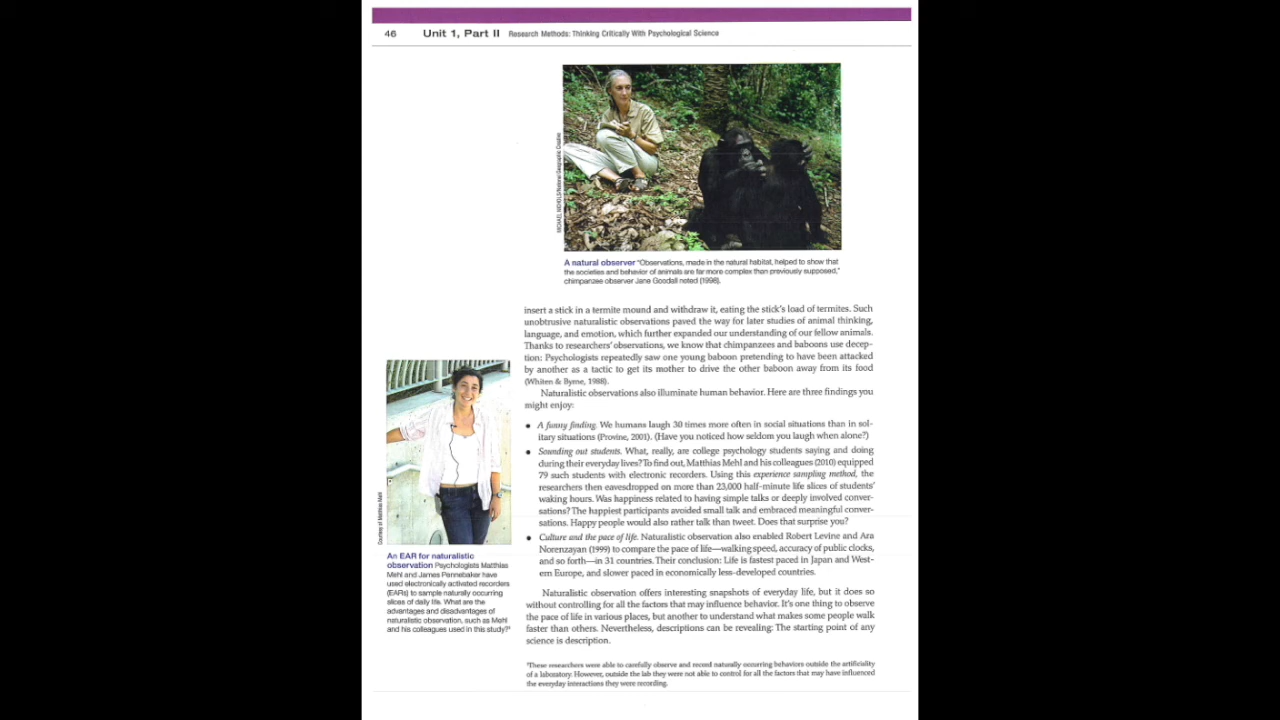 46 Unit 1, Part II Research Methods: Thinking Critically With Psychological Science
MICHAEL NICHOLS/National Geographic Creative
A natural observer "Observations, made in the natural habitat, helped to show that
the societies and behavior of animals are far more complex than previously supposed,"
chimpanzee observer Jane Goodall noted (1998).
insert a stick in a termite mound and withdraw it, eating the stick's load of termites. Such
unobtrusive naturalistic observations paved the way for later studies of animal thinking,
language, and emotion, which further expanded our understanding of our fellow animals.
Thanks to researchers' observations, we know that chimpanzees and baboons use decep-
tion: Psychologists repeatedly saw one young baboon pretending to have been attacked
by another as a tactic to get its mother to drive the other baboon away from its food
(Whiten & Byrne, 1988).
Naturalistic observations also illuminate human behavior. Here are three findings you
might enjoy:
• A funny finding. We humans laugh 30 times more often in social situations than in sol-
itary situations (Provine, 2001). (Have you noticed how seldom you laugh when alone?)
• Sounding out students. What, really, are college psychology students saying and doing
during their everyday lives? To find out, Matthias Mehl and his colleagues (2010) equipped
79 such students with electronic recorders. Using this experience sampling method, the
researchers then eavesdropped on more than 23,000 half-minute life slices of students'
waking hours. Was happiness related to having simple talks or deeply involved conver-
sations? The happiest participants avoided small talk and embraced meaningful conver-
sations. Happy people would also rather talk than tweet. Does that surprise you?
• Culture and the pace of life. Naturalistic observation also enabled Robert Levine and Ara
Norenzayan (1999) to compare the pace of life—walking speed, accuracy of public clocks,
and so forth—in 31 countries. Their conclusion: Life is fastest paced in Japan and West-
ern Europe, and slower paced in economically less-developed countries.
Naturalistic observation offers interesting snapshots of everyday life, but it does so
without controlling for all the factors that may influence behavior. It's one thing to observe
the pace of life in various places, but another to understand what makes some people walk
faster than others. Nevertheless, descriptions can be revealing: The starting point of any
science is description.
Courtesy of Matthias Mehl
An EAR for naturalistic
observation Psychologists Matthias
Mehl and James Pennebaker have
used electronically activated recorders
(EARs) to sample naturally occurring
slices of daily life. What are the
advantages and disadvantages of
naturalistic observation, such as Mehl
and his colleagues used in this study?⁴
⁴These researchers were able to carefully observe and record naturally occurring behaviors outside the artificiality
of a laboratory. However, outside the lab they were not able to control for all the factors that may have influenced
the everyday interactions they were recording.